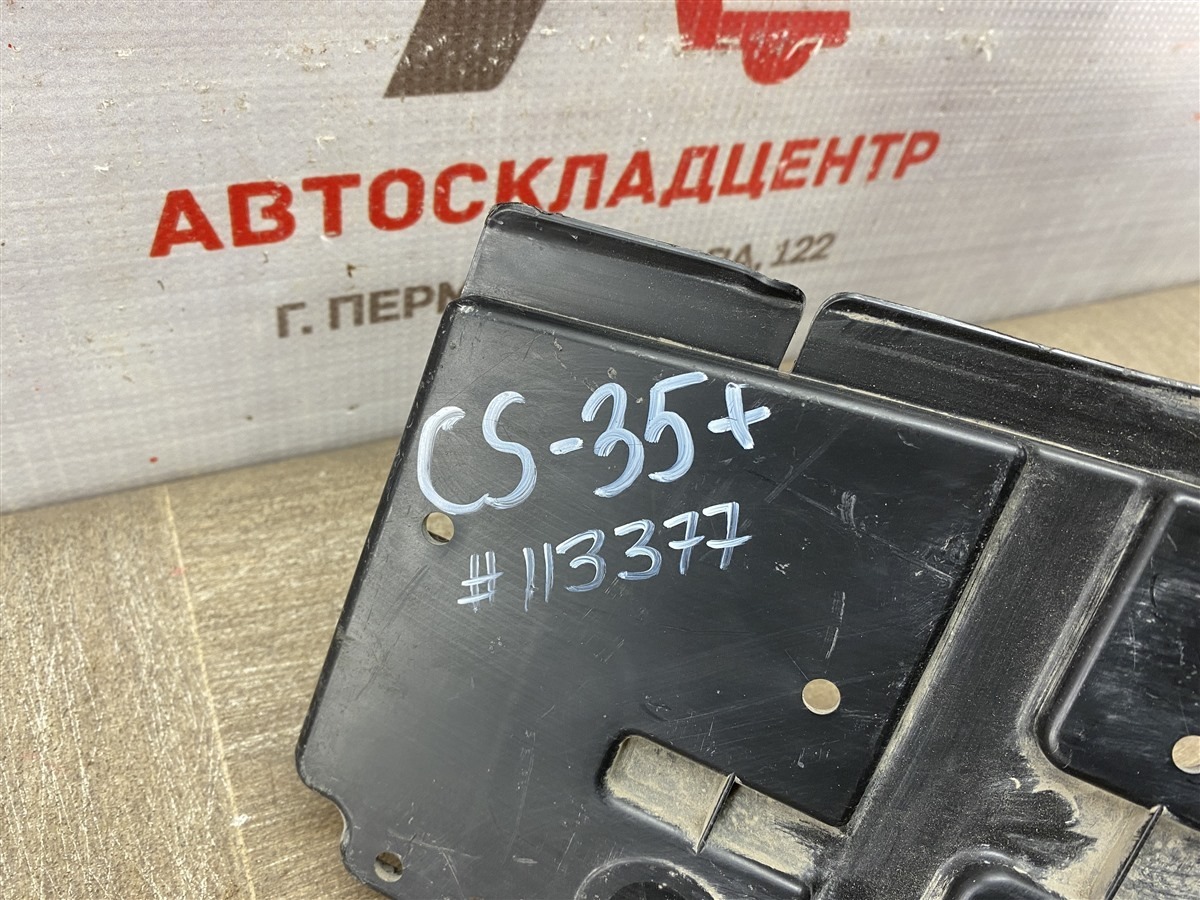 АВТОСКЛАДЦЕНТР
Г. ПЕРМ 122
CS-35+
#113377